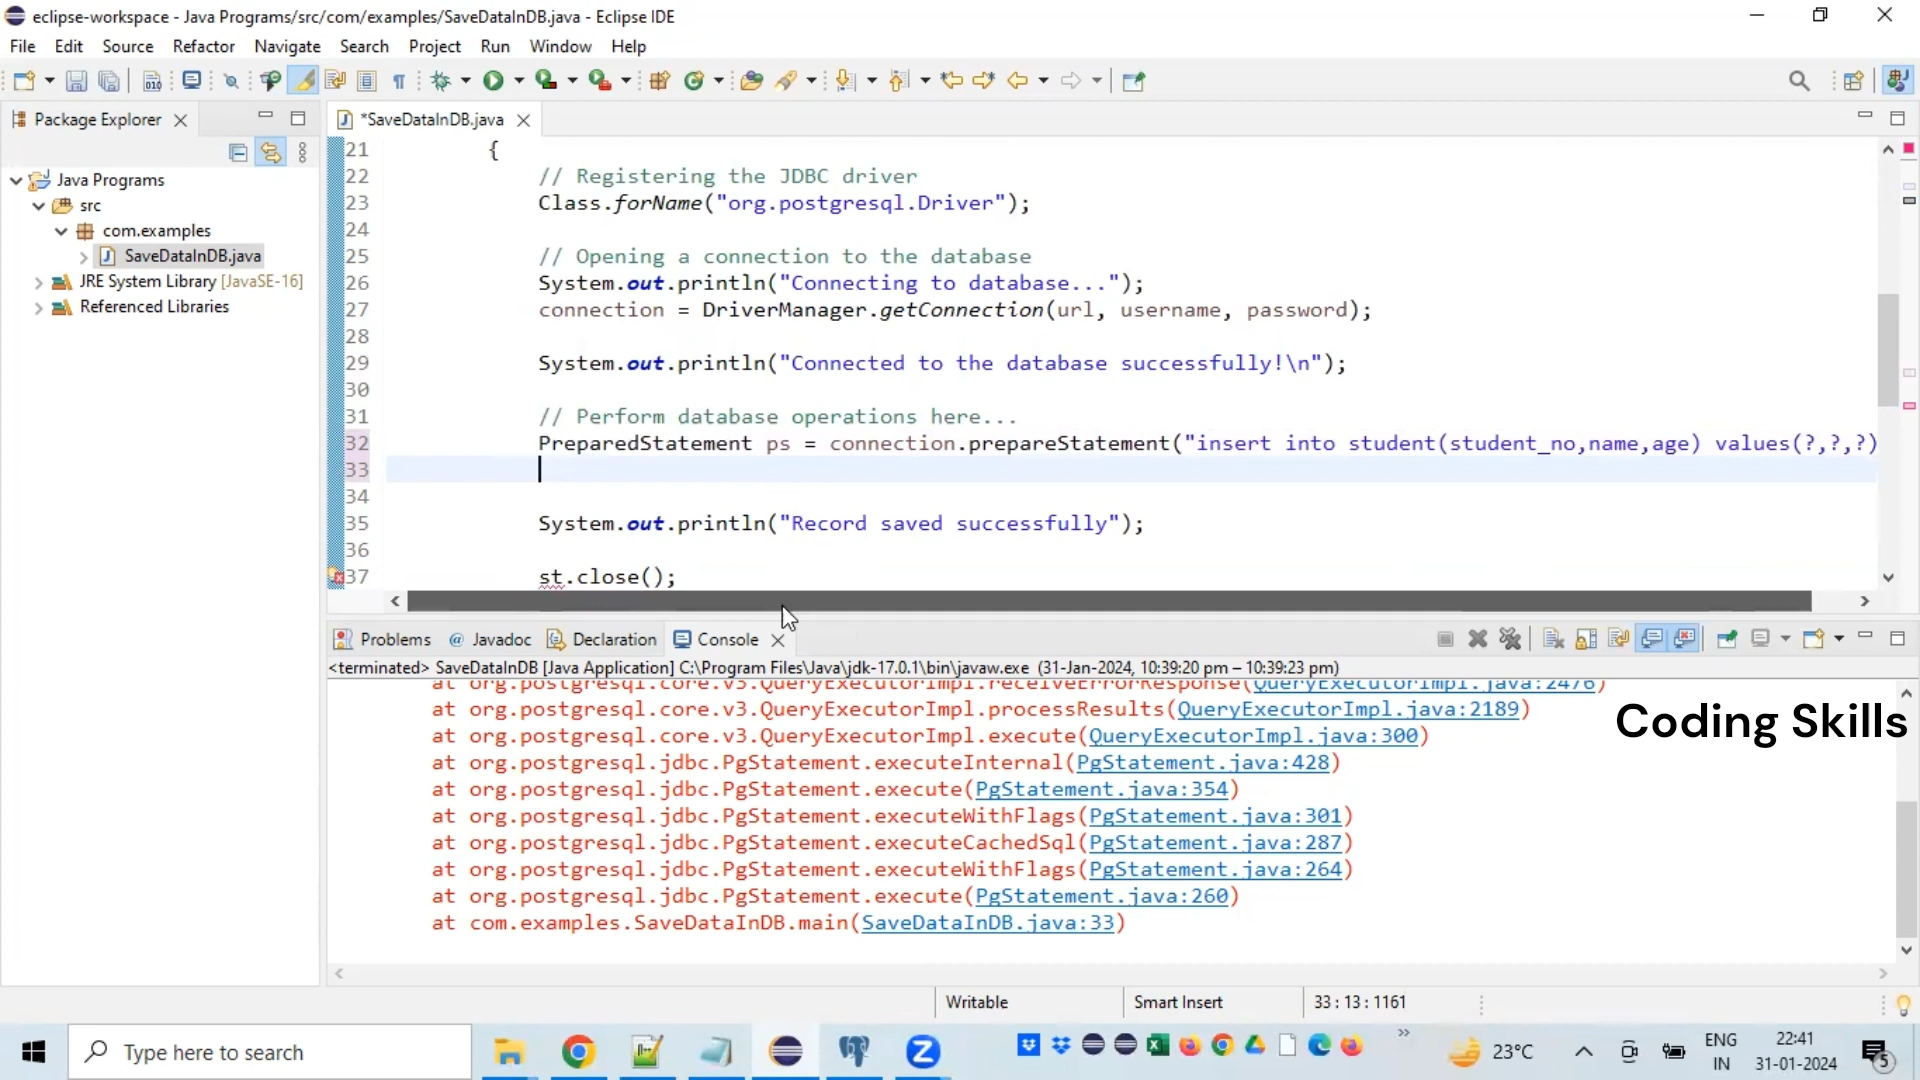 eclipse-workspace - Java Programs/src/com/examples/SaveDataInDB.java - Eclipse IDE
File Edit Source Refactor Navigate Search Project Run Window Help
Package Explorer
*SaveDataInDB.java
Java Programs
src
com.examples
SaveDataInDB.java
JRE System Library [JavaSE-16]
Referenced Libraries
21 {
22 // Registering the JDBC driver
23 Class.forName("org.postgresql.Driver");
24
25 // Opening a connection to the database
26 System.out.println("Connecting to database...");
27 connection = DriverManager.getConnection(url, username, password);
28
29 System.out.println("Connected to the database successfully!\n");
30
31 // Perform database operations here...
32 PreparedStatement ps = connection.prepareStatement("insert into student(student_no,name,age) values(?,?,?)
33
34
35 System.out.println("Record saved successfully");
36
37 st.close();
Problems @ Javadoc Declaration Console
<terminated> SaveDataInDB [Java Application] C:\Program Files\Java\jdk-17.0.1\bin\javaw.exe (31-Jan-2024, 10:39:20 pm – 10:39:23 pm)
at org.postgresql.core.v3.QueryExecutorImpl.receiveErrorResponse(QueryExecutorImpl.java:2476)
at org.postgresql.core.v3.QueryExecutorImpl.processResults(QueryExecutorImpl.java:2189)
at org.postgresql.core.v3.QueryExecutorImpl.execute(QueryExecutorImpl.java:300)
at org.postgresql.jdbc.PgStatement.executeInternal(PgStatement.java:428)
at org.postgresql.jdbc.PgStatement.execute(PgStatement.java:354)
at org.postgresql.jdbc.PgStatement.executeWithFlags(PgStatement.java:301)
at org.postgresql.jdbc.PgStatement.executeCachedSql(PgStatement.java:287)
at org.postgresql.jdbc.PgStatement.executeWithFlags(PgStatement.java:264)
at org.postgresql.jdbc.PgStatement.execute(PgStatement.java:260)
at com.examples.SaveDataInDB.main(SaveDataInDB.java:33)
Coding Skills
Writable Smart Insert 33 : 13 : 1161
Type here to search
23°C
ENG
IN
22:41
31-01-2024
5